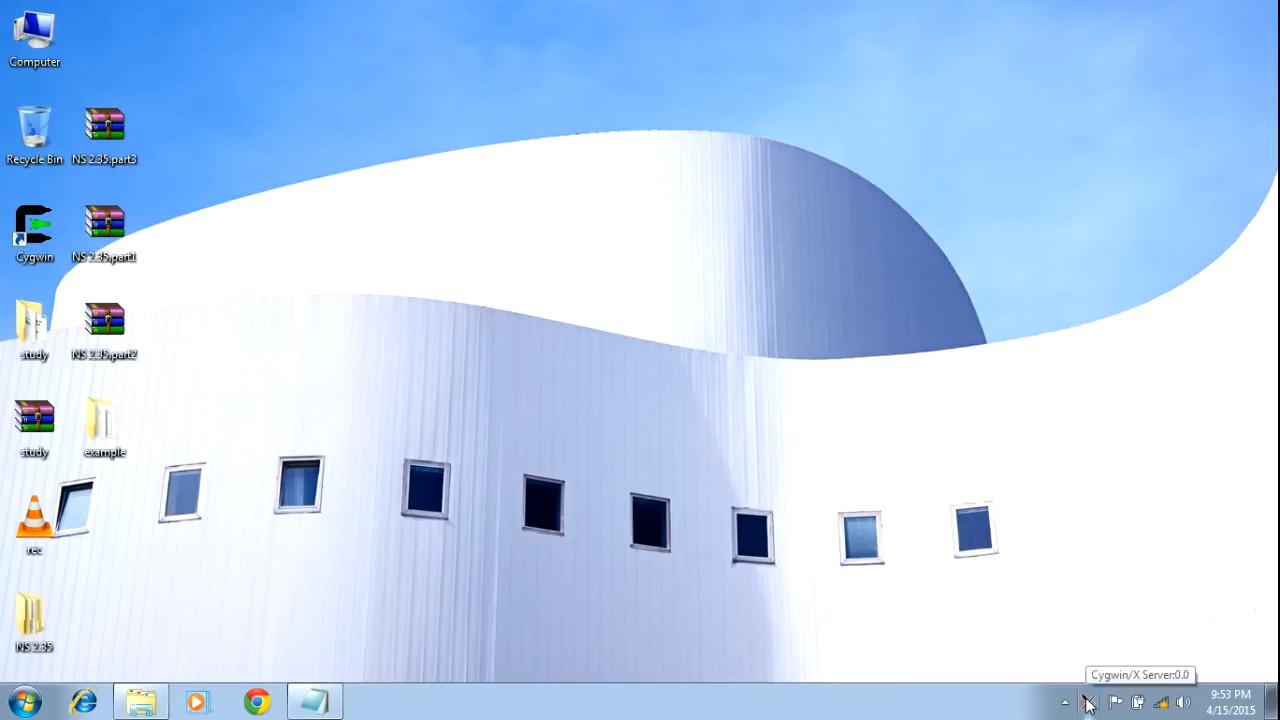 Computer
Recycle Bin
NS 2.35.part3
Cygwin
NS 2.35.part1
study
NS 2.35.part2
study
example
rec
NS 2.35
Cygwin/X Server:0.0
9:53 PM
4/15/2015